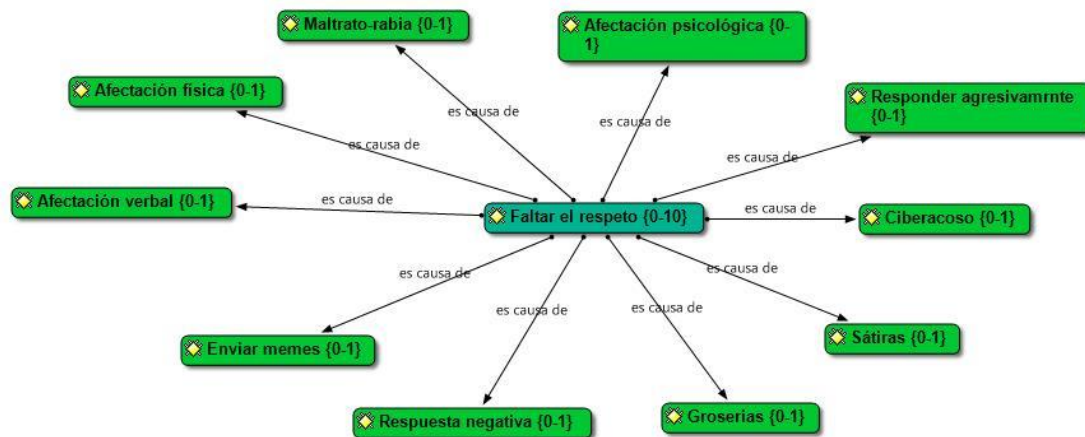 Maltrato-rabia {0-1}
Afectación psicológica {0-
1}
Afectación física {0-1}
Responder agresivamrnte
{0-1}
es causa de
es causa de
es causa de
es causa de
Afectación verbal {0-1}
es causa de
Faltar el respeto {0-10}
es causa de
Ciberacoso {0-1}
es causa de
es causa de
es causa de
es causa de
Sátiras {0-1}
Enviar memes {0-1}
Respuesta negativa {0-1}
Groserias {0-1}